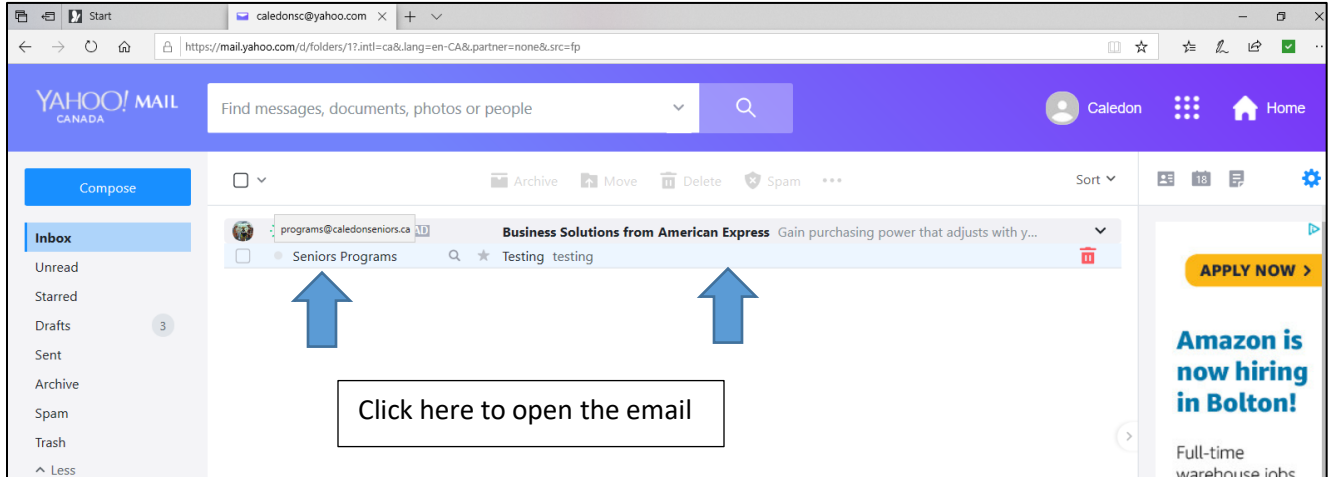 Start
caledonsc@yahoo.com
https://mail.yahoo.com/d/folders/1?.intl=ca&.lang=en-CA&.partner=none&.src=fp
YAHOO! MAIL
CANADA
Find messages, documents, photos or people
Caledon
Home
Compose
Archive Move Delete Spam
Sort
18
Inbox
programs@caledonseniors.ca AD Business Solutions from American Express Gain purchasing power that adjusts with y...
Seniors Programs Testing testing
Unread
Starred
Drafts 3
Sent
Archive
Spam
Trash
Less
Click here to open the email
APPLY NOW >
Amazon is
now hiring
in Bolton!
Full-time
warehouse jobs